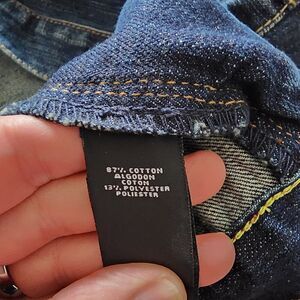 87% COTTON
ALGODON
COTON
13% POLYESTER
POLIESTER